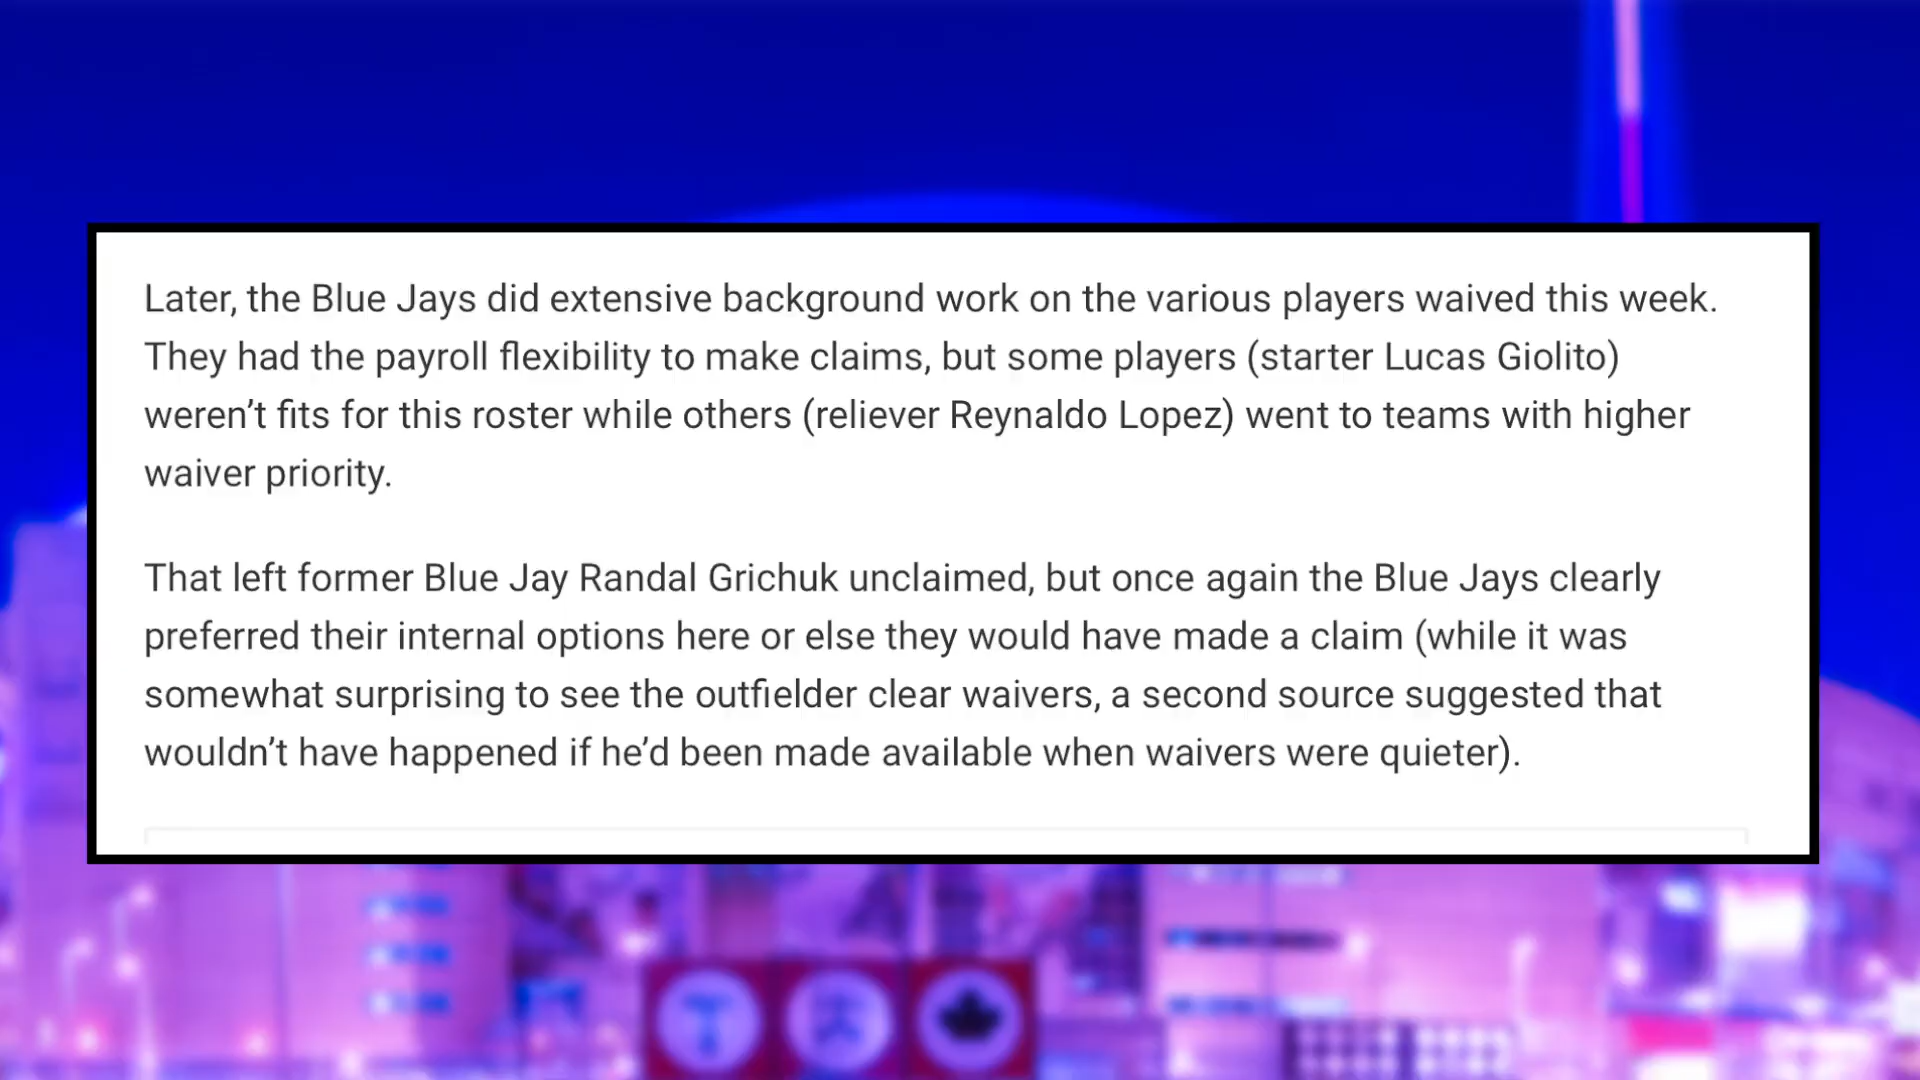 Later, the Blue Jays did extensive background work on the various players waived this week.
They had the payroll flexibility to make claims, but some players (starter Lucas Giolito)
weren’t fits for this roster while others (reliever Reynaldo Lopez) went to teams with higher
waiver priority.
That left former Blue Jay Randal Grichuk unclaimed, but once again the Blue Jays clearly
preferred their internal options here or else they would have made a claim (while it was
somewhat surprising to see the outfielder clear waivers, a second source suggested that
wouldn’t have happened if he’d been made available when waivers were quieter).